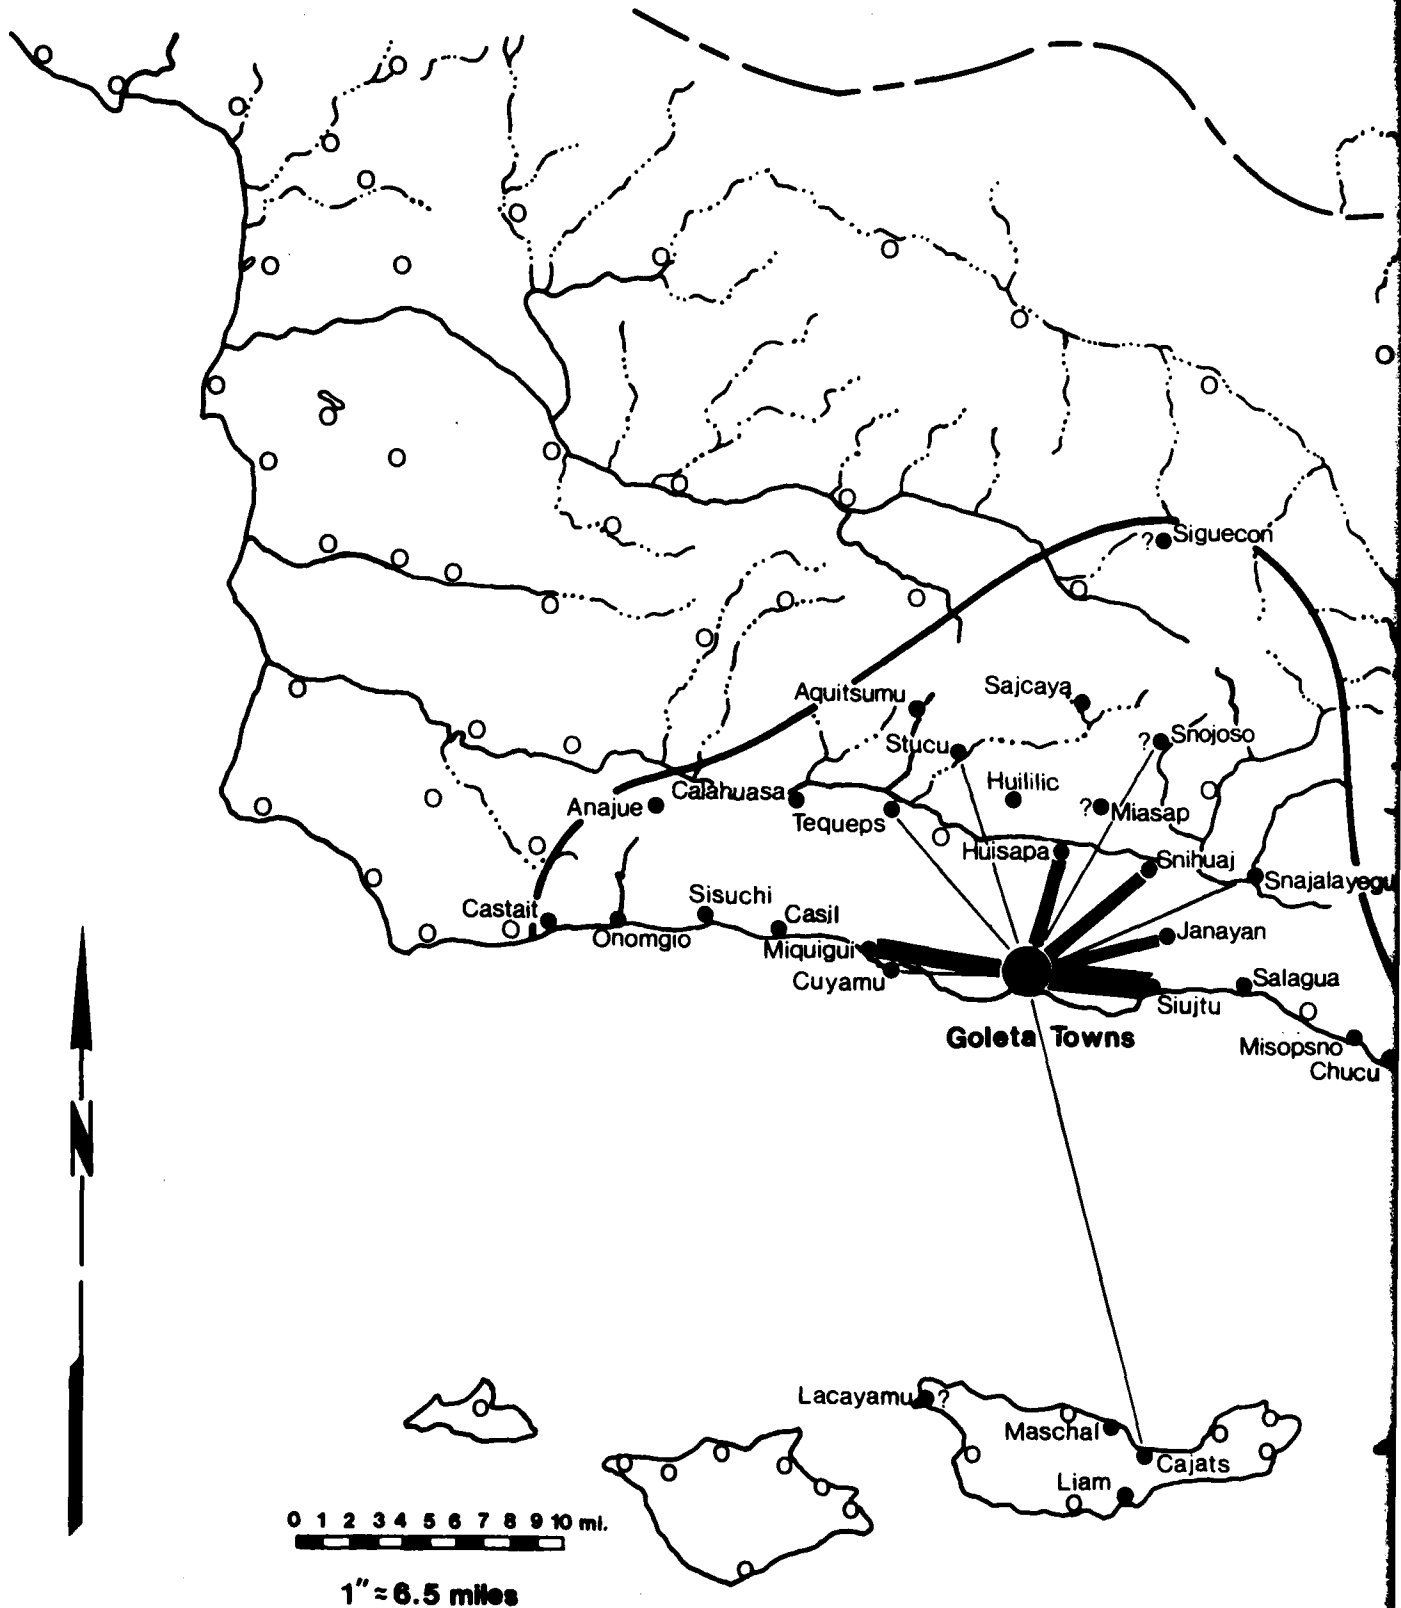 ? Siguecon
Aquitsumu
Sajcaya
Stucu
? Snojoso
Anajue
Calahuasa
Huililic
Tequeps
? Miasap
Huisapa
Snihuaj
Snajalayegu
Castait
Sisuchi
Casil
Onomgio
Miquigui
Janayan
Cuyamu
Salagua
Siujtu
Goleta Towns
Misopsno
Chucu
N
Lacayamu ?
Maschal
Cajats
Liam
0 1 2 3 4 5 6 7 8 9 10 mi.
1" ≈ 6.5 miles